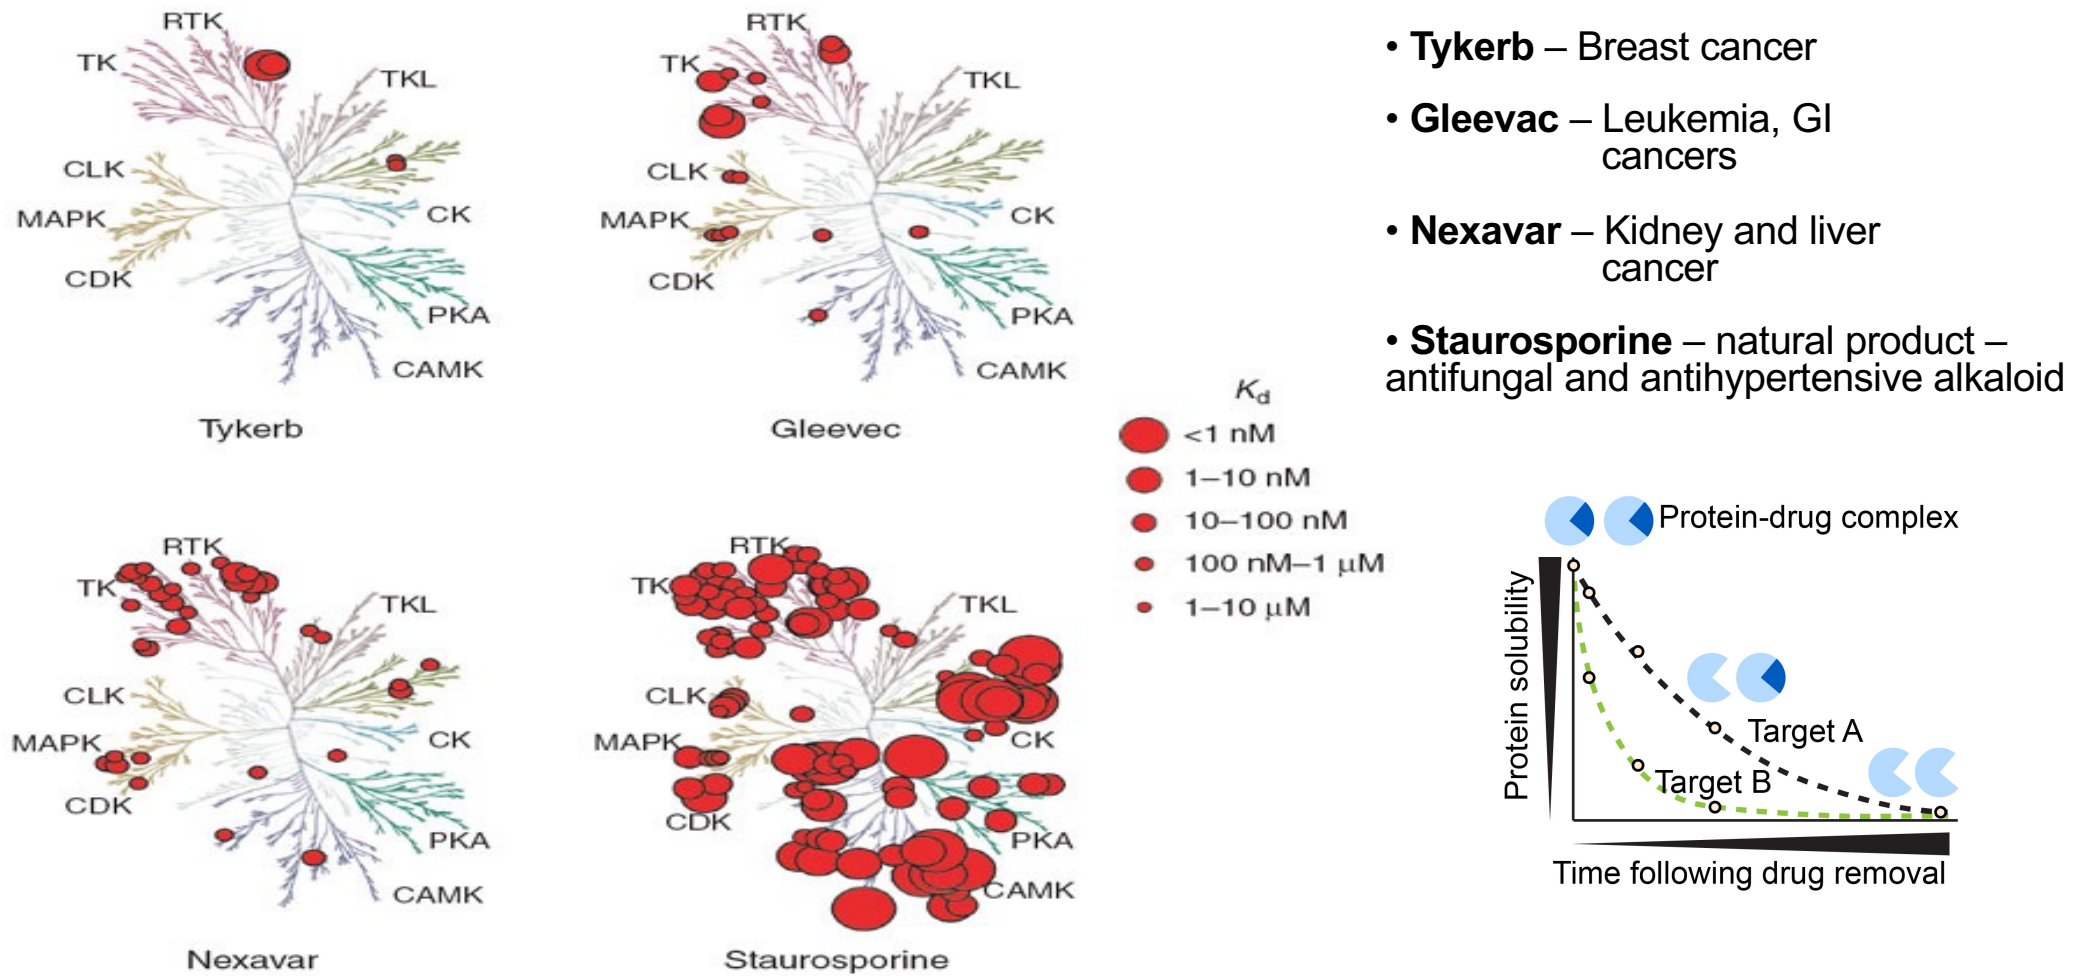 RTK
TK
TKL
CLK
MAPK
CK
CDK
PKA
CAMK
Tykerb
RTK
TK
TKL
CLK
MAPK
CK
CDK
PKA
CAMK
Gleevec
RTK
TK
TKL
CLK
MAPK
CK
CDK
PKA
CAMK
Nexavar
RTK
TK
TKL
CLK
MAPK
CK
CDK
PKA
CAMK
Staurosporine
Kd
<1 nM
1–10 nM
10–100 nM
100 nM–1 μM
1–10 μM
• Tykerb – Breast cancer
• Gleevac – Leukemia, GI
cancers
• Nexavar – Kidney and liver
cancer
• Staurosporine – natural product –
antifungal and antihypertensive alkaloid
Protein-drug complex
Protein solubility
Target A
Target B
Time following drug removal